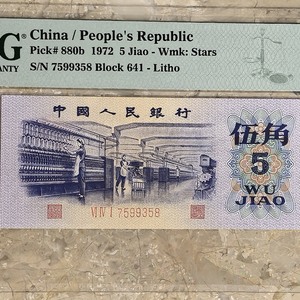 G
ANTY
China / People's Republic
Pick# 880b 1972 5 Jiao - Wmk: Stars
S/N 7599358 Block 641 - Litho
中國人民銀行
伍角
5
WU
JIAO
VI IV I 7599358